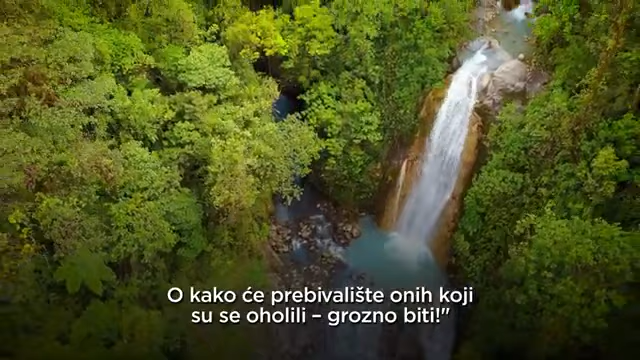 O kako će prebivalište onih koji
su se oholili – grozno biti!"